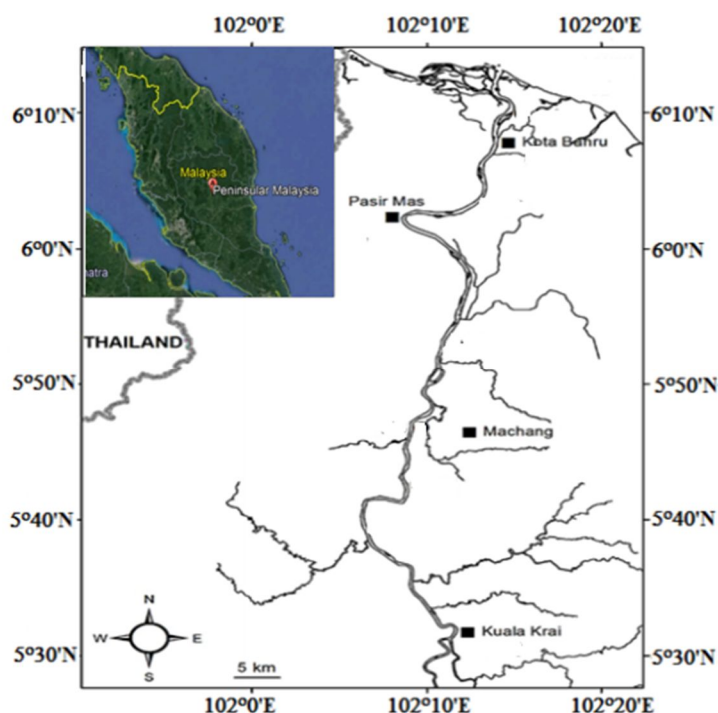 102°0'E 102°10'E 102°20'E
6°10'N 6°10'N
Kota Bahru
Malaysia
Peninsular Malaysia
Pasir Mas
6°0'N 6°0'N
atra
THAILAND
5°50'N 5°50'N
Machang
5°40'N 5°40'N
N
W E
S
Kuala Krai
5°30'N 5°30'N
5 km
102°0'E 102°10'E 102°20'E